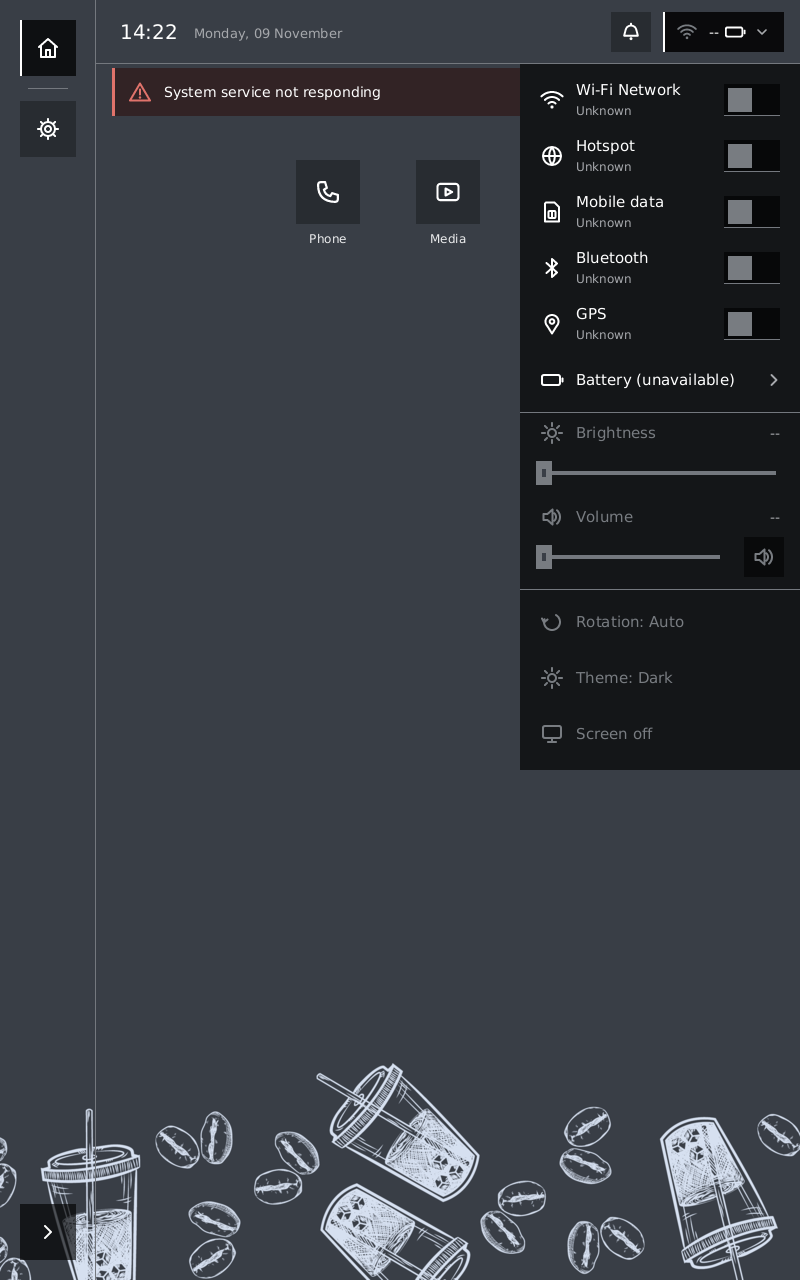 14:22 Monday, 09 November
--
System service not responding
Phone
Media
Wi-Fi Network
Unknown
Hotspot
Unknown
Mobile data
Unknown
Bluetooth
Unknown
GPS
Unknown
Battery (unavailable)
Brightness --
Volume --
Rotation: Auto
Theme: Dark
Screen off